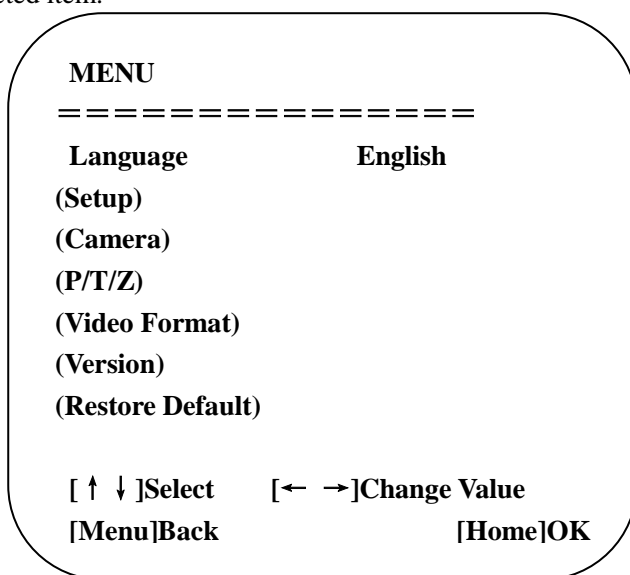 MENU
===============
Language English
(Setup)
(Camera)
(P/T/Z)
(Video Format)
(Version)
(Restore Default)
[↑ ↓]Select [← →]Change Value
[Menu]Back [Home]OK